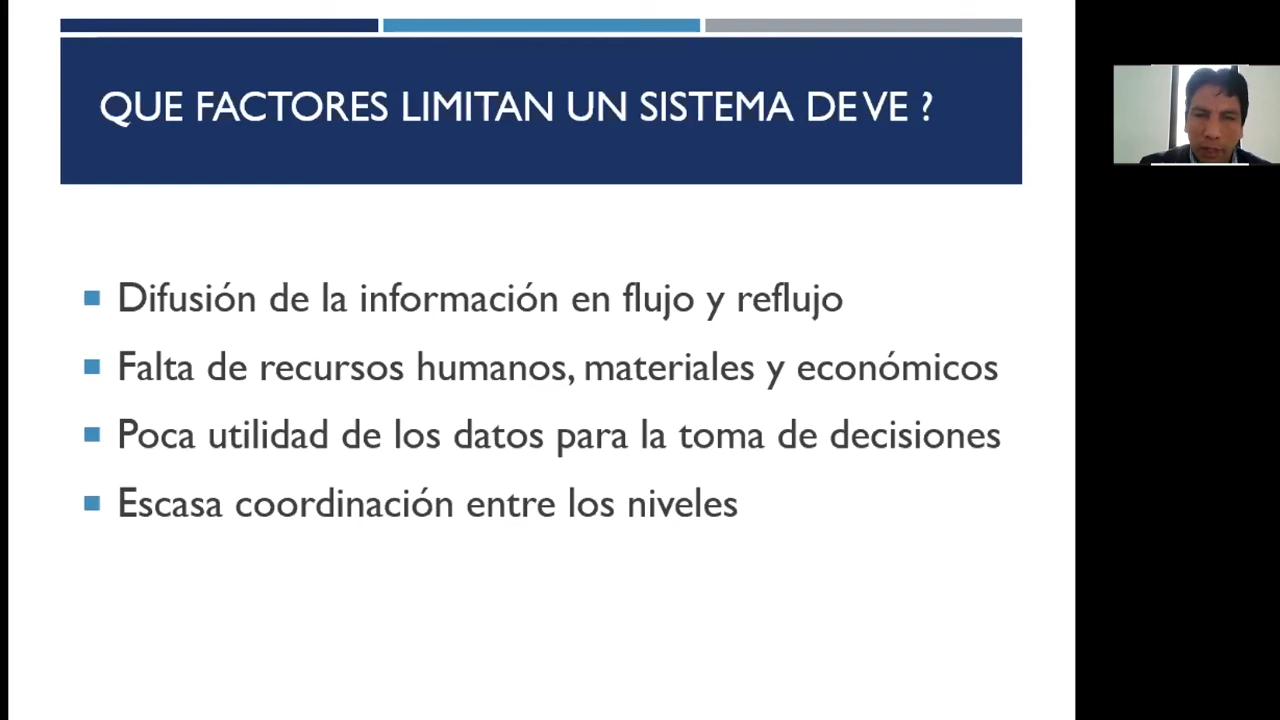 QUE FACTORES LIMITAN UN SISTEMA DE VE ?
Difusión de la información en flujo y reflujo
Falta de recursos humanos, materiales y económicos
Poca utilidad de los datos para la toma de decisiones
Escasa coordinación entre los niveles